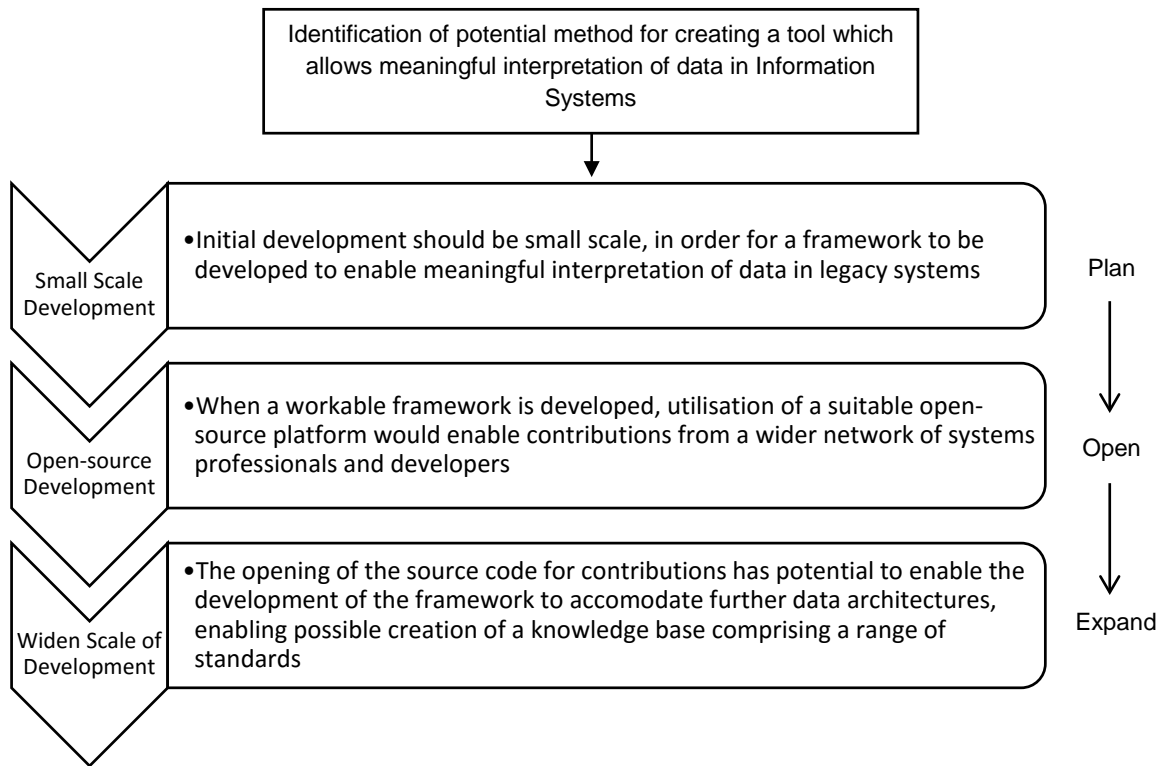 Identification of potential method for creating a tool which
allows meaningful interpretation of data in Information
Systems
Small Scale
Development
•Initial development should be small scale, in order for a framework to be
developed to enable meaningful interpretation of data in legacy systems
Plan
Open-source
Development
•When a workable framework is developed, utilisation of a suitable open-
source platform would enable contributions from a wider network of systems
professionals and developers
Open
Widen Scale of
Development
•The opening of the source code for contributions has potential to enable the
development of the framework to accomodate further data architectures,
enabling possible creation of a knowledge base comprising a range of
standards
Expand